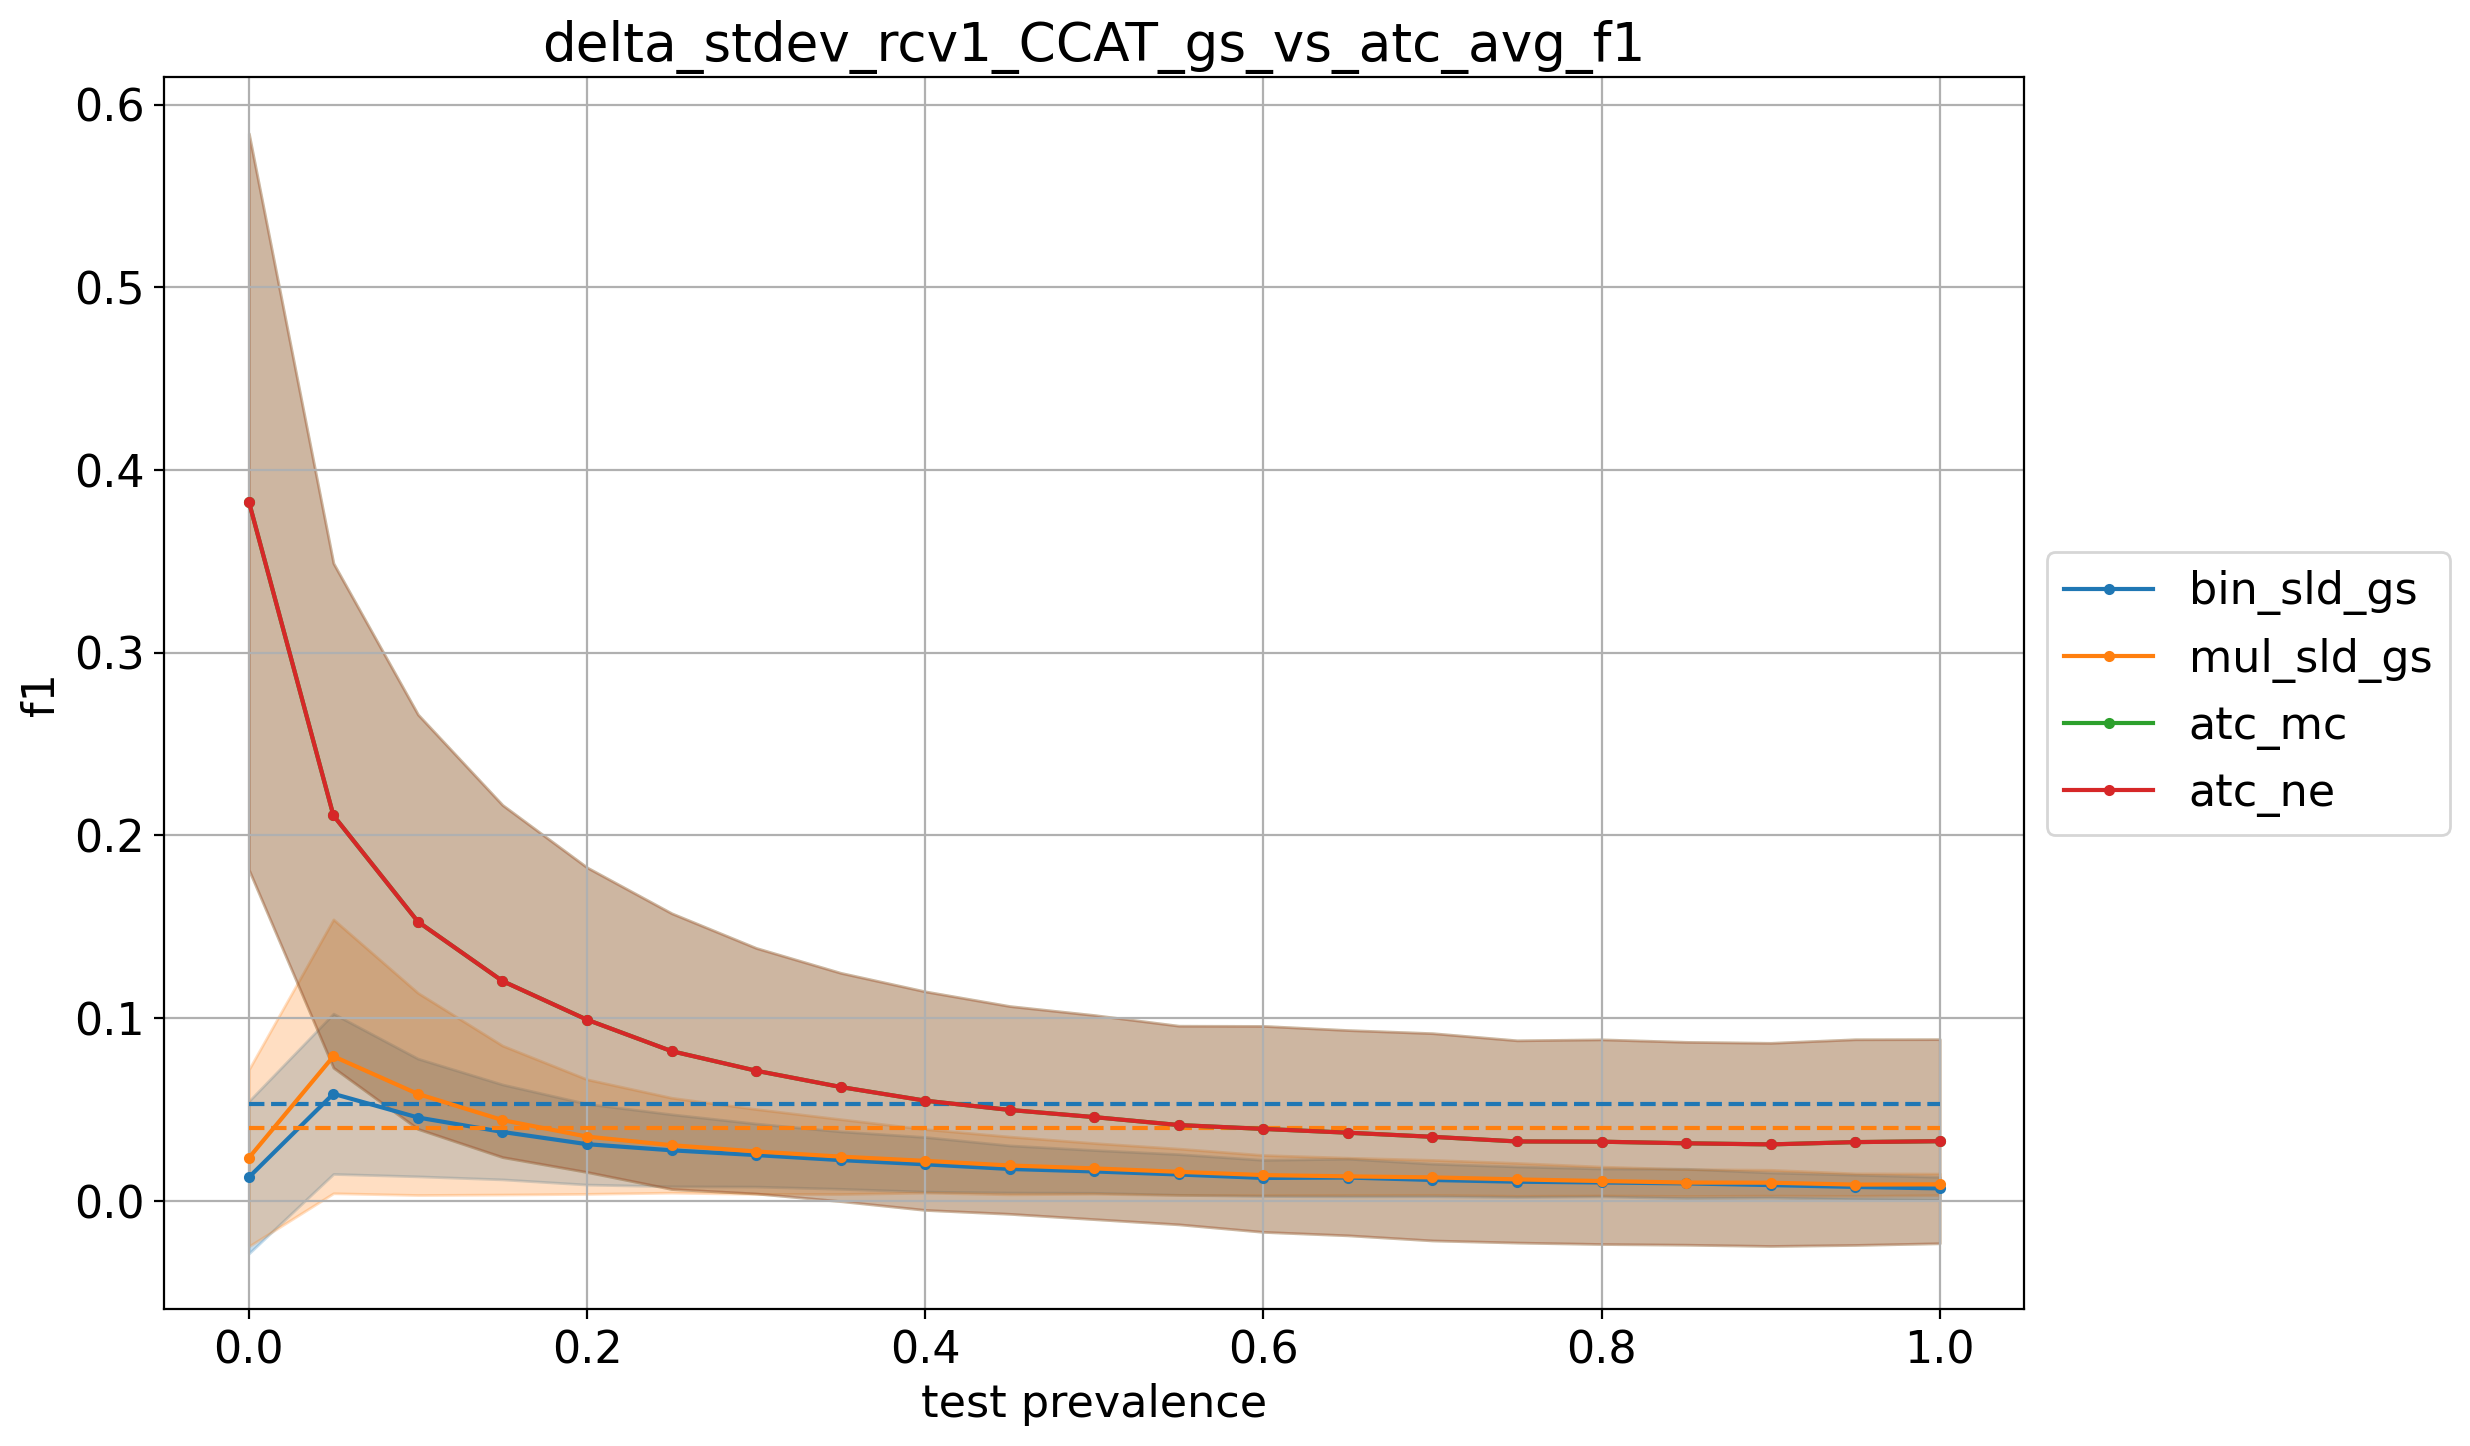 delta_stdev_rcv1_CCAT_gs_vs_atc_avg_f1
0.6
0.5
0.4
0.3
0.2
0.1
0.0
f1
0.0 0.2 0.4 0.6 0.8 1.0
test prevalence
bin_sld_gs
mul_sld_gs
atc_mc
atc_ne